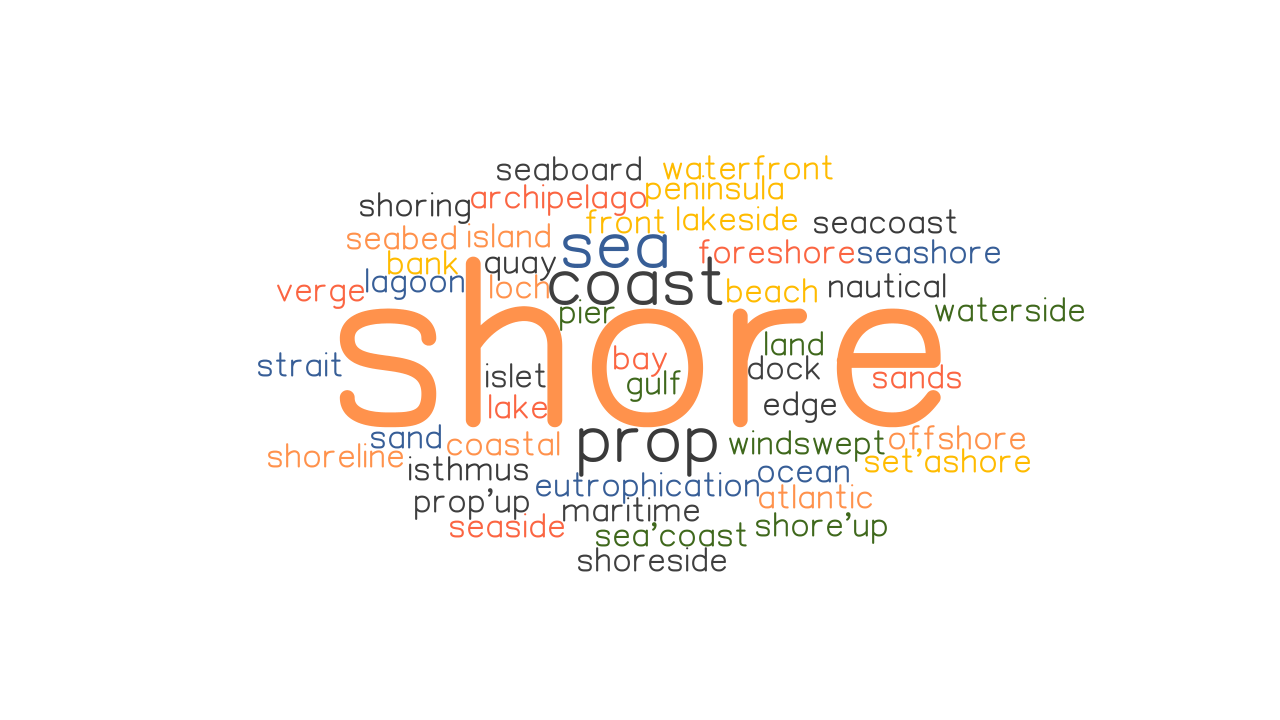 seaboard
waterfront
peninsula
archipelago
shoring
front
lakeside
seacoast
seabed
island
sea
foreshore
seashore
bank
quay
coast
lagoon
loch
beach
nautical
verge
pier
waterside
shore
strait
bay
land
dock
islet
gulf
sands
lake
edge
sand
coastal
prop
windswept
offshore
shoreline
isthmus
ocean
set'ashore
eutrophication
prop'up
maritime
atlantic
seaside
sea'coast
shore'up
shoreside